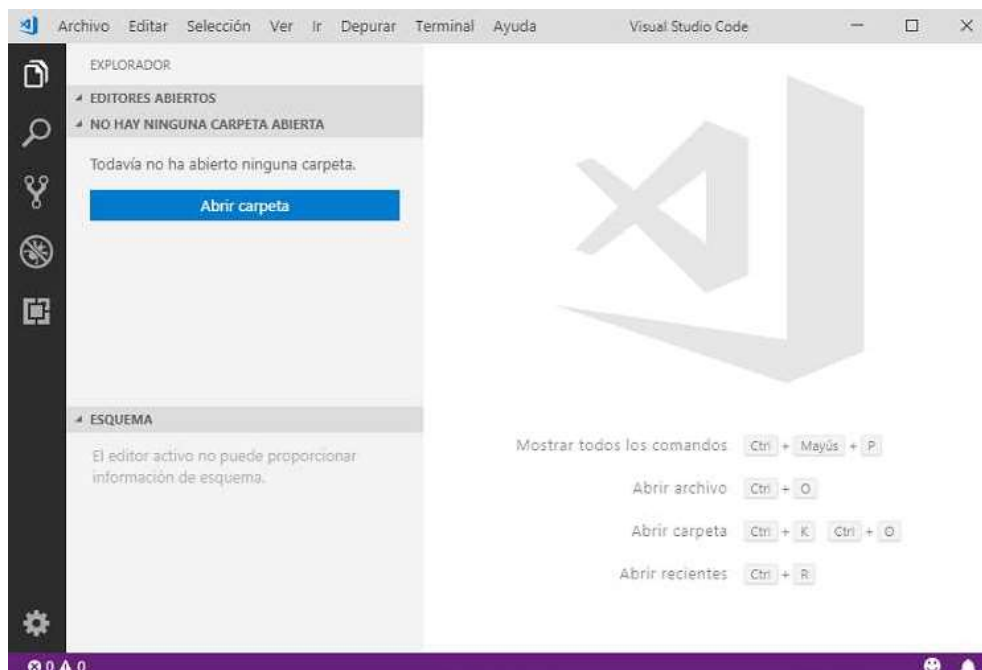 Archivo Editar Selección Ver Ir Depurar Terminal Ayuda Visual Studio Code
EXPLORADOR
EDITORES ABIERTOS
NO HAY NINGUNA CARPETA ABIERTA
Todavía no ha abierto ninguna carpeta.
Abrir carpeta
ESQUEMA
El editor activo no puede proporcionar
información de esquema.
Mostrar todos los comandos Ctrl + Mayús + P
Abrir archivo Ctrl + O
Abrir carpeta Ctrl + K Ctrl + O
Abrir recientes Ctrl + R
0 0